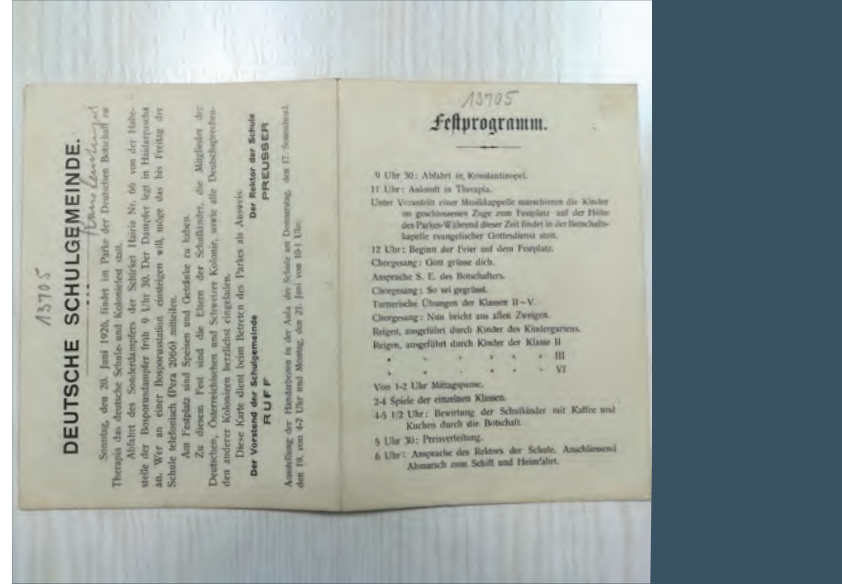 13705
DEUTSCHE SCHULGEMEINDE.
Sonntag, den 20. Juni 1926, findet im Parke der Deutschen Botschaft zu
Therapia das deutsche Schule- und Koloniefest statt.
Abfahrt des Sonderdampfers der Schirket Hairie Nr. 66 von der Halte-
stelle der Bosporusdampfer früh 9 Uhr 30. Der Dampfer legt in Haidarpascha
an. Wer an einer Bosporusstation einsteigen will, möge das bis Freitag der
Schule telefonisch (Pera 2066) mitteilen.
Am Festplatz sind Speisen und Getränke zu haben.
Zu diesem Fest sind die Eltern der Schulkinder, die Mitglieder der
Deutschen, Österreichischen und Schweizer Kolonie, sowie alle Deutschsprechen-
den anderer Kolonieen herzlichst eingeladen.
Diese Karte dient beim Betreten des Parkes als Ausweis.
Der Vorstand der Schulgemeinde Der Rektor der Schule
RUFF PREUSSER
Ausstellung der Handarbeiten in der Aula der Schule am Donnerstag, den 17. Sonnabend,
den 19. von 4-7 Uhr und Montag, den 21. Juni von 10-1 Uhr.
13705
Festprogramm.
9 Uhr 30: Abfahrt in Konstantinopel.
11 Uhr: Ankunft in Therapia.
Unter Vorantritt einer Musikkappelle marschieren die Kinder
im geschlossenen Zuge zum Festplatz auf der Höhe
des Parkes-Während dieser Zeit findet in der Botschafts-
kapelle evangelischer Gottesdienst statt.
12 Uhr: Beginn der Feier auf dem Festplatz.
Chorgesang: Gott grüsse dich.
Ansprache S. E. des Botschafters.
Chorgesang: So sei gegrüsst.
Turnerische Übungen der Klassen II–V.
Chorgesang: Nun bricht aus allen Zweigen.
Reigen, ausgeführt durch Kinder des Kindergartens.
Reigen, ausgeführt durch Kinder der Klasse II
" " " " " III
" " " " " VI
Von 1-2 Uhr Mittagspause.
2-4 Spiele der einzelnen Klassen.
4-5 1/2 Uhr: Bewirtung der Schulkinder mit Kaffee und
Kuchen durch die Botschaft.
5 Uhr 30: Preisverteilung.
6 Uhr: Ansprache des Rektors der Schule. Anschliessend
Abmarsch zum Schiff und Heimfahrt.